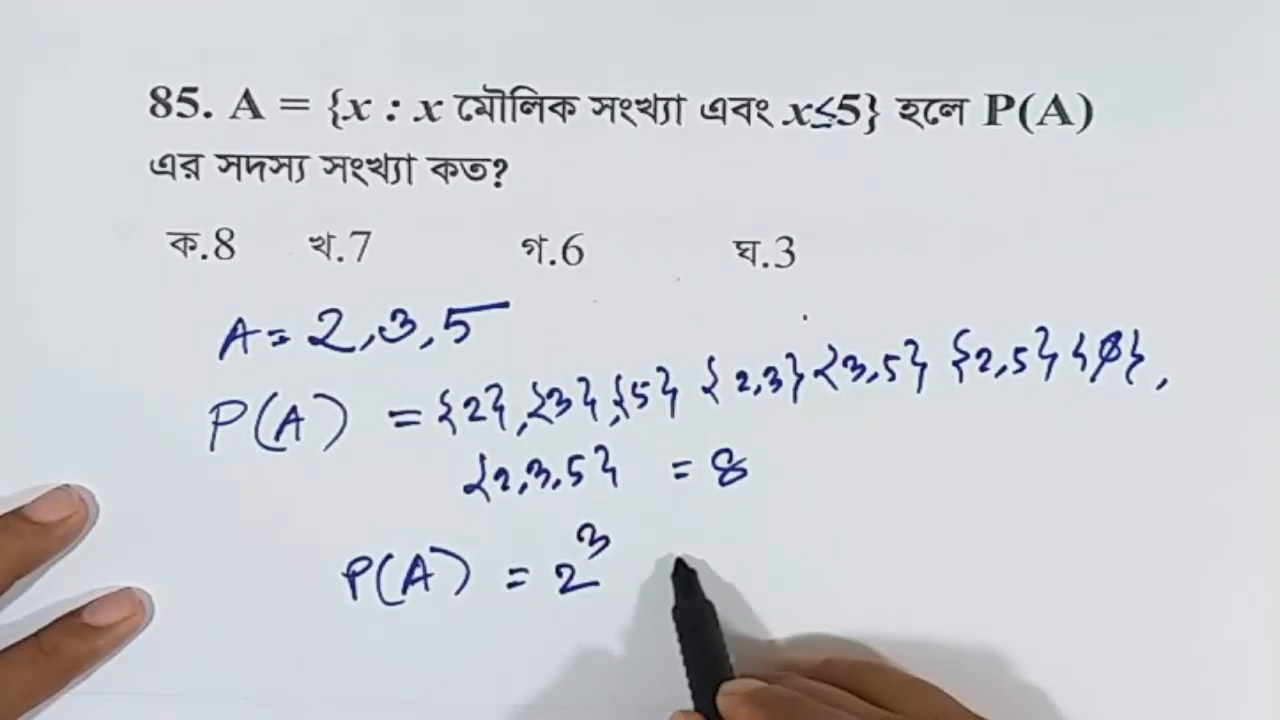 85. A = {x : x মৌলিক সংখ্যা এবং x≤5} হলে P(A)
এর সদস্য সংখ্যা কত?
ক.8 খ.7 গ.6 ঘ.3
A = 2, 3, 5
P(A) = {2}, {3}, {5} {2,3} {3,5} {2,5} {∅},
{2,3,5} = 8
P(A) = 2³